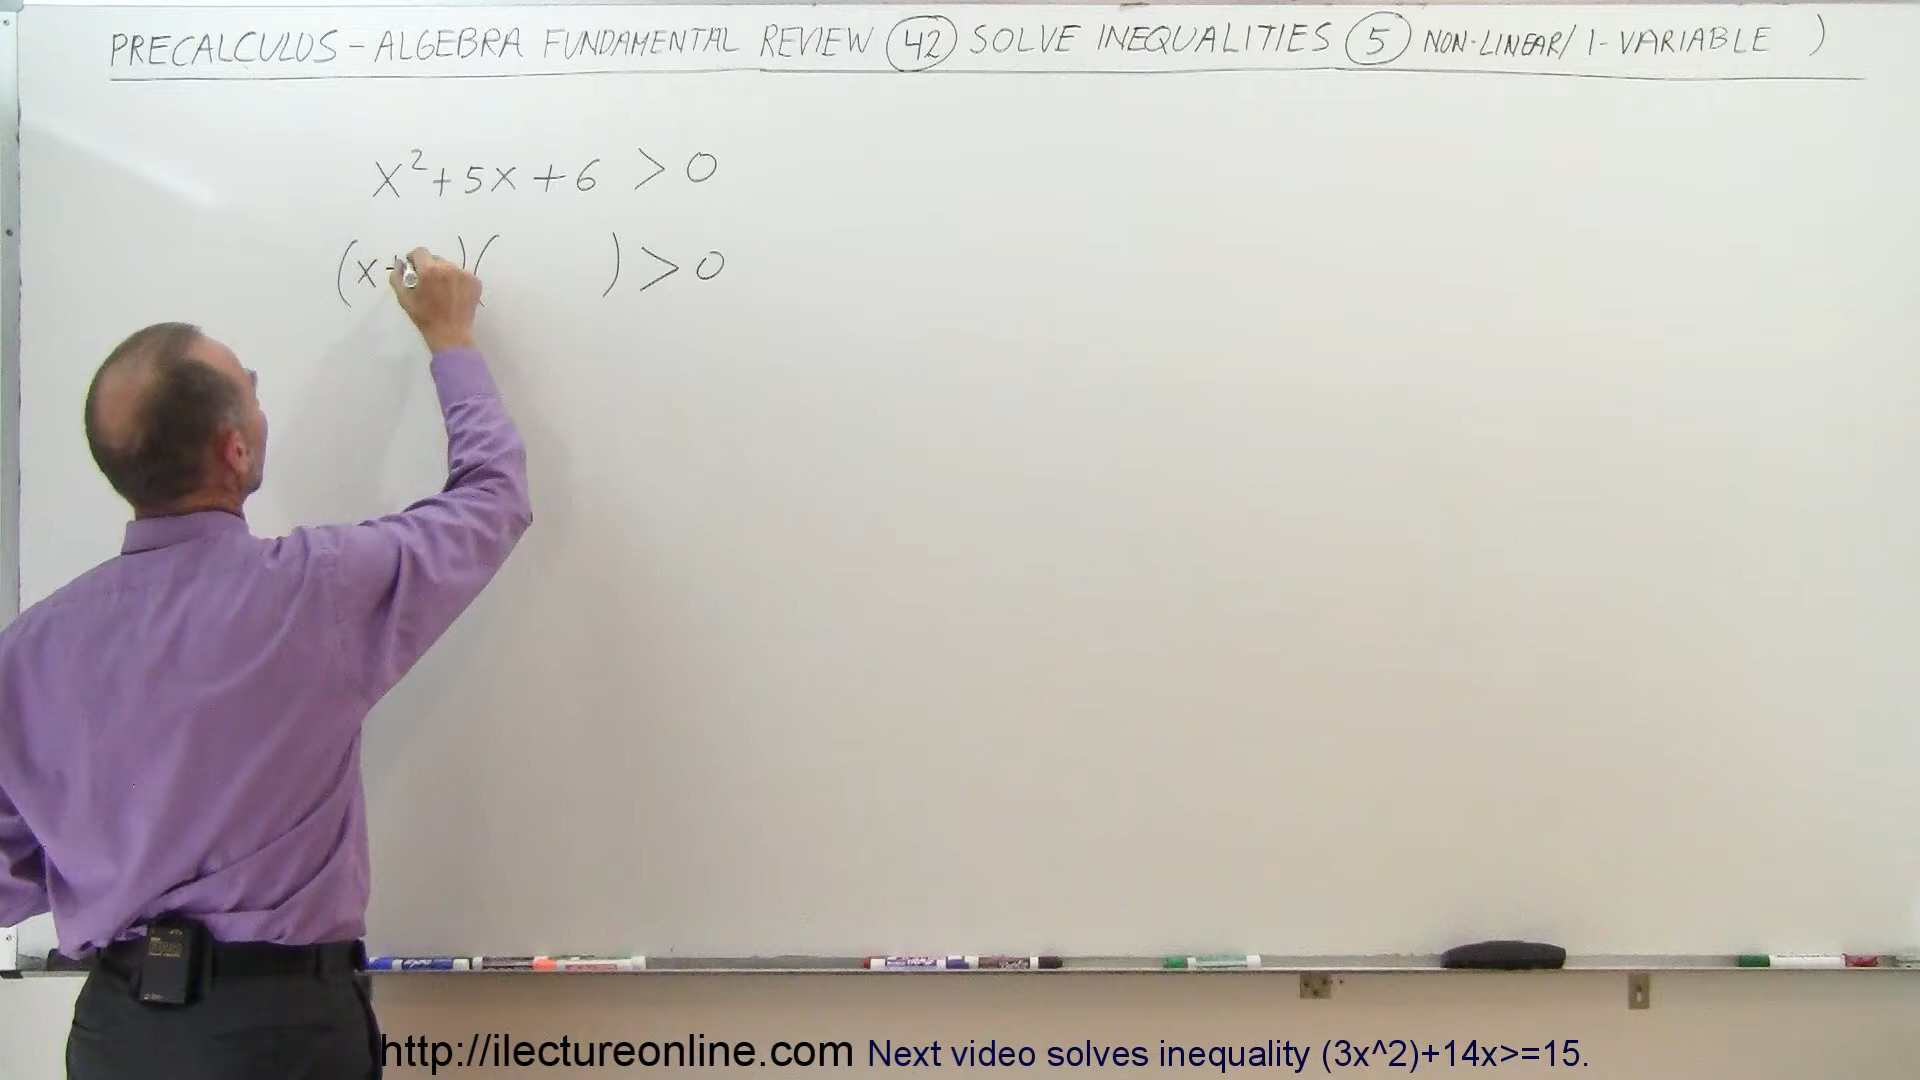 PRECALCULUS - ALGEBRA FUNDAMENTAL REVIEW 42 SOLVE INEQUALITIES 5 NON-LINEAR/ 1-VARIABLE )
x²+5x+6 > 0
(x+ )( ) > 0
http://ilectureonline.com Next video solves inequality (3x^2)+14x>=15.